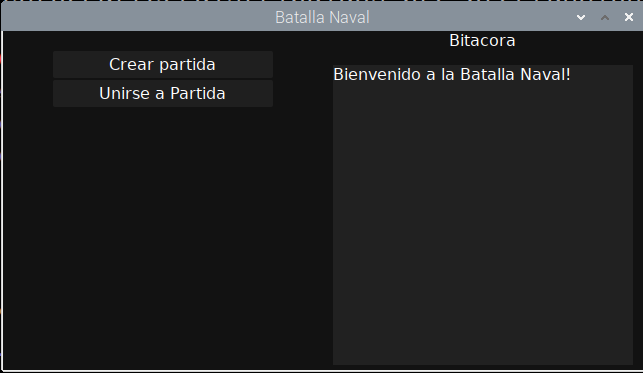 Batalla Naval
Bitacora
Crear partida
Unirse a Partida
Bienvenido a la Batalla Naval!